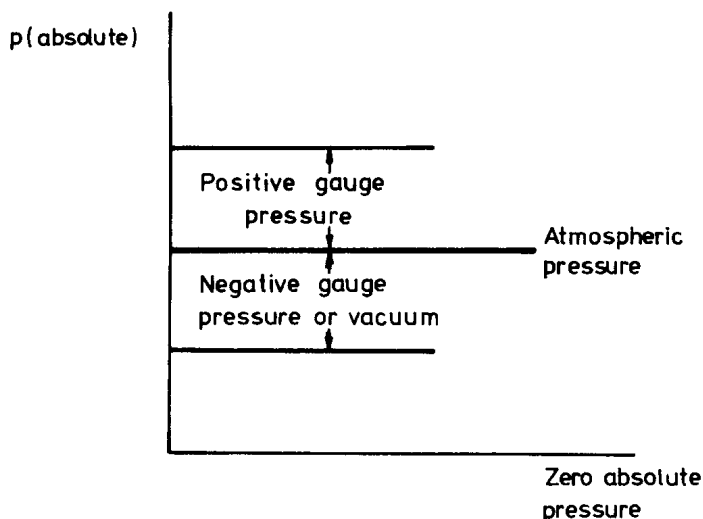 p(absolute)
Positive gauge
pressure
Atmospheric
pressure
Negative gauge
pressure or vacuum
Zero absolute
pressure